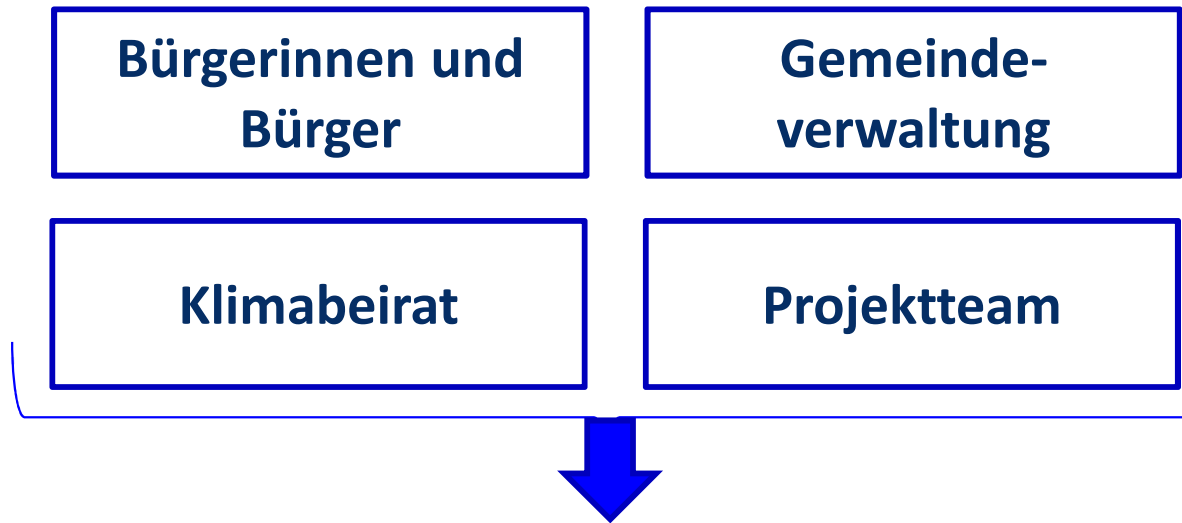 Bürgerinnen und
Bürger
Gemeinde-
verwaltung
Klimabeirat
Projektteam